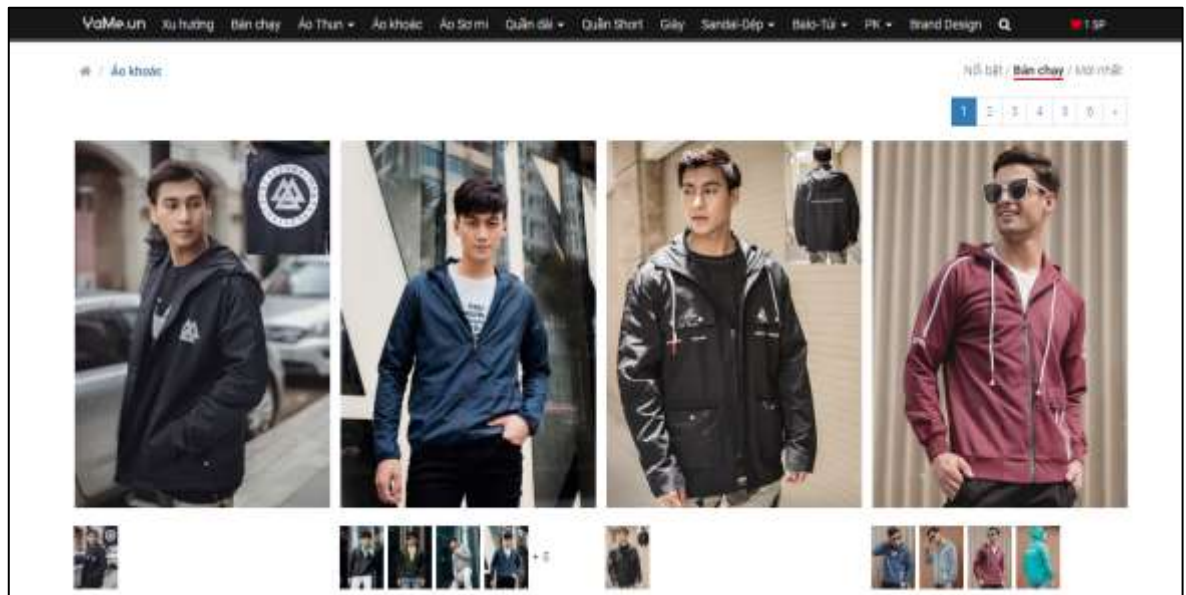 YaMe.vn Xu hướng Bán chạy Áo Thun Áo khoác Áo Sơ mi Quần dài Quần Short Giày Sandal-Dép Balo-Túi PK Brand Design 1 SP
/ Áo khoác
Nổi bật / Bán chạy / Mới nhất
1 2 3 4 5 6 »
+ 5